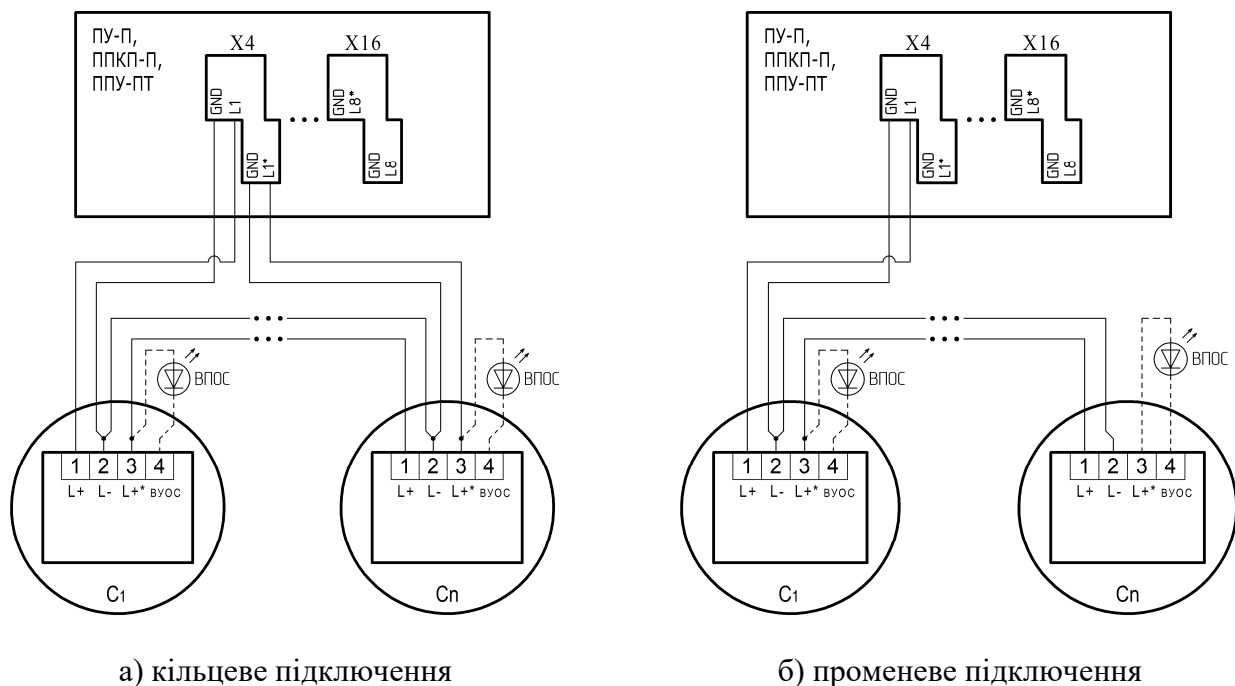 ПУ-П,
ППКП-П,
ППУ-ПТ
X4
X16
GND
L1
GND
L1*
GND
L8*
GND
L8
ВПОС
ВПОС
1 2 3 4
L+ L- L+* ВУОС
C1
1 2 3 4
L+ L- L+* ВУОС
Cn
а) кільцеве підключення
ПУ-П,
ППКП-П,
ППУ-ПТ
X4
X16
GND
L1
GND
L1*
GND
L8*
GND
L8
ВПОС
ВПОС
1 2 3 4
L+ L- L+* ВУОС
C1
1 2 3 4
L+ L- L+* ВУОС
Cn
б) променеве підключення